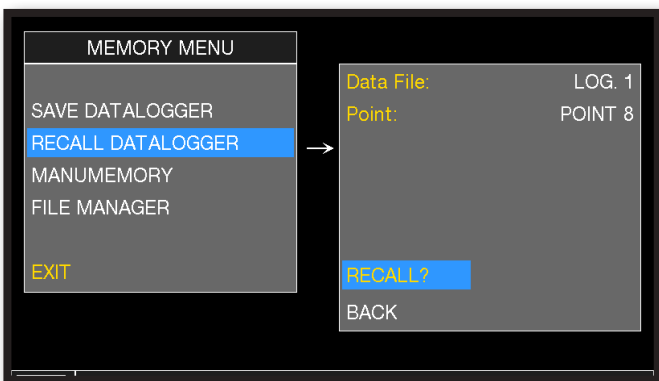 MEMORY MENU
SAVE DATALOGGER
RECALL DATALOGGER
MANUMEMORY
FILE MANAGER
EXIT
Data File: LOG. 1
Point: POINT 8
RECALL?
BACK